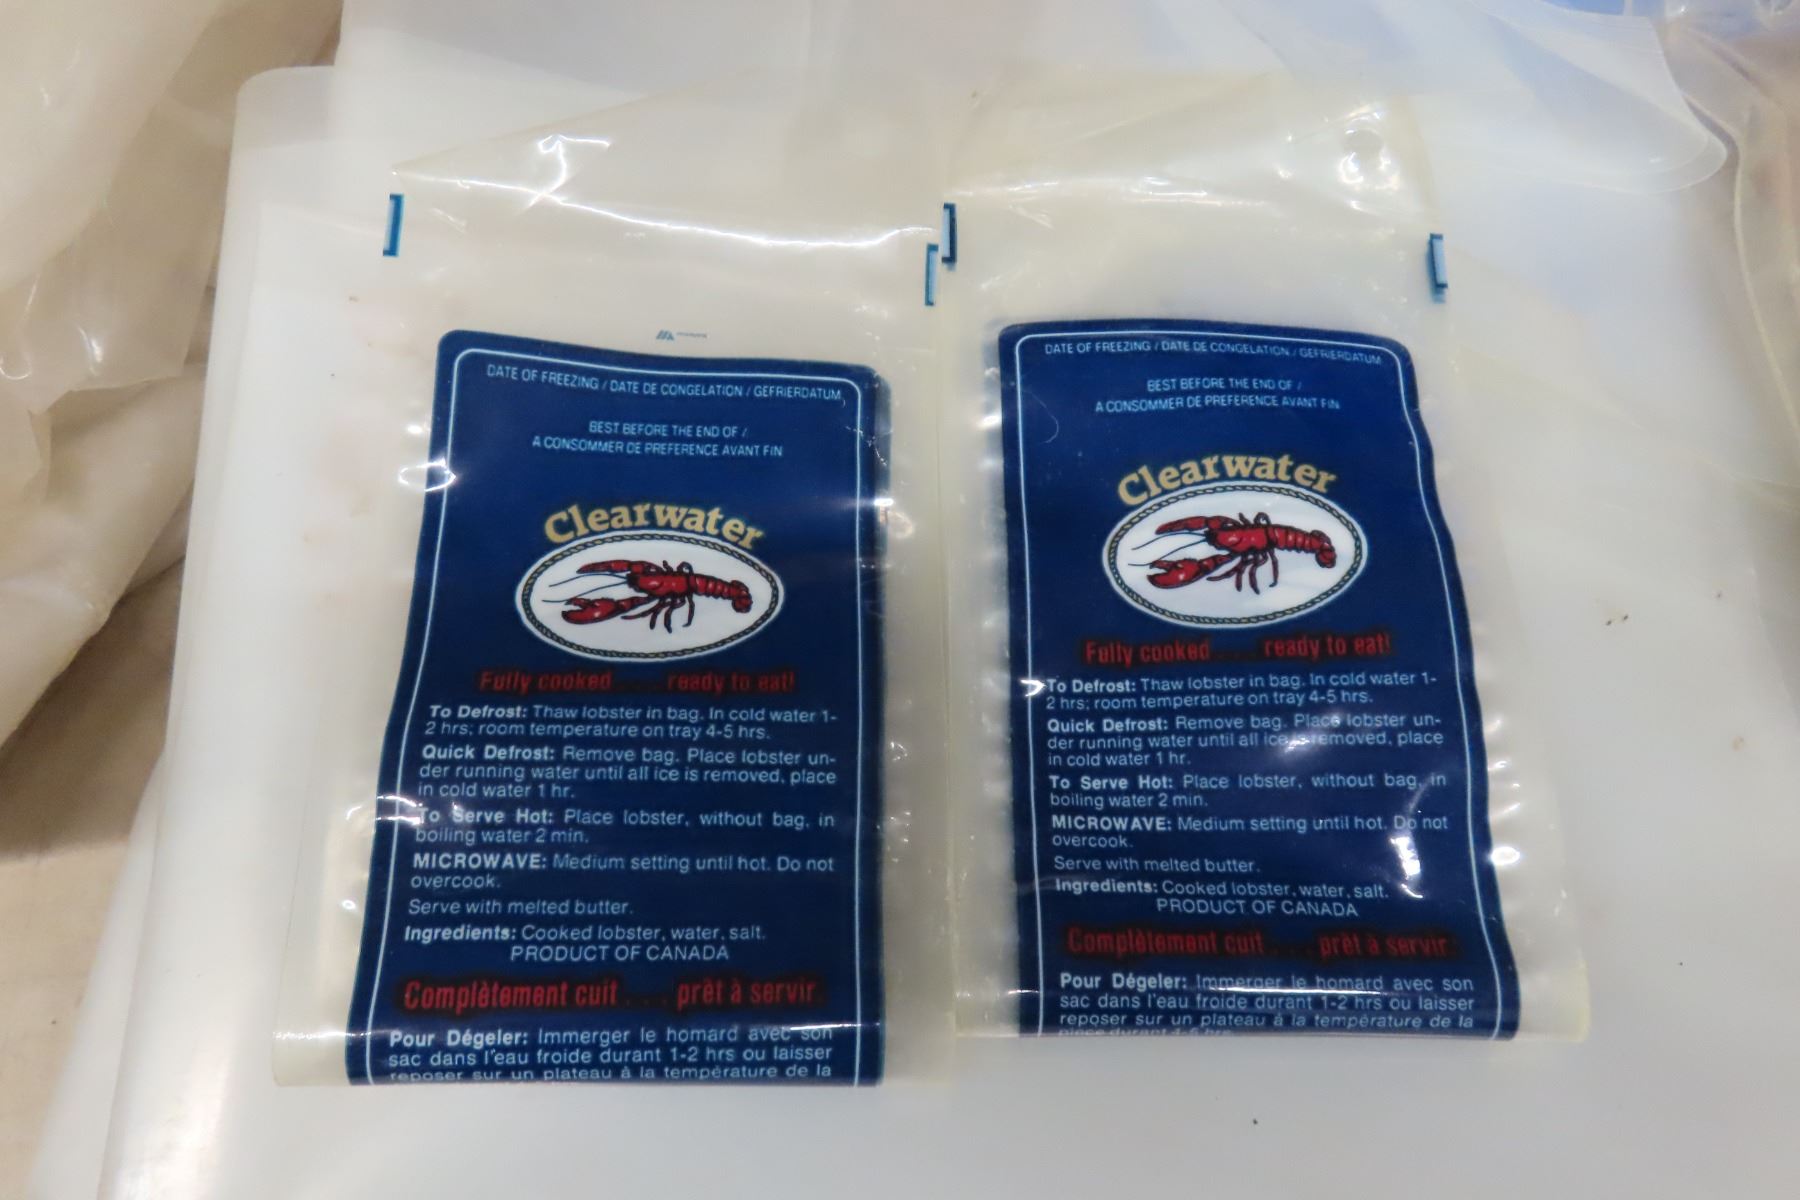 DATE OF FREEZING / DATE DE CONGELATION / GEFRIERDATUM
BEST BEFORE THE END OF /
A CONSOMMER DE PREFERENCE AVANT FIN
Clearwater
Fully cooked.....ready to eat!
To Defrost: Thaw lobster in bag. In cold water 1-
2 hrs; room temperature on tray 4-5 hrs.
Quick Defrost: Remove bag. Place lobster un-
der running water until all ice is removed, place
in cold water 1 hr.
To Serve Hot: Place lobster, without bag, in
boiling water 2 min.
MICROWAVE: Medium setting until hot. Do not
overcook.
Serve with melted butter.
Ingredients: Cooked lobster, water, salt.
PRODUCT OF CANADA
Complètement cuit....prêt à servir.
Pour Dégeler: Immerger le homard avec son
sac dans l'eau froide durant 1-2 hrs ou laisser
reposer sur un plateau à la température de la
DATE OF FREEZING / DATE DE CONGELATION / GEFRIERDATUM
BEST BEFORE THE END OF /
A CONSOMMER DE PREFERENCE AVANT FIN
Clearwater
Fully cooked.....ready to eat!
To Defrost: Thaw lobster in bag. In cold water 1-
2 hrs; room temperature on tray 4-5 hrs.
Quick Defrost: Remove bag. Place lobster un-
der running water until all ice is removed, place
in cold water 1 hr.
To Serve Hot: Place lobster, without bag, in
boiling water 2 min.
MICROWAVE: Medium setting until hot. Do not
overcook.
Serve with melted butter.
Ingredients: Cooked lobster, water, salt.
PRODUCT OF CANADA
Complètement cuit....prêt à servir.
Pour Dégeler: Immerger le homard avec son
sac dans l'eau froide durant 1-2 hrs ou laisser
reposer sur un plateau à la température de la